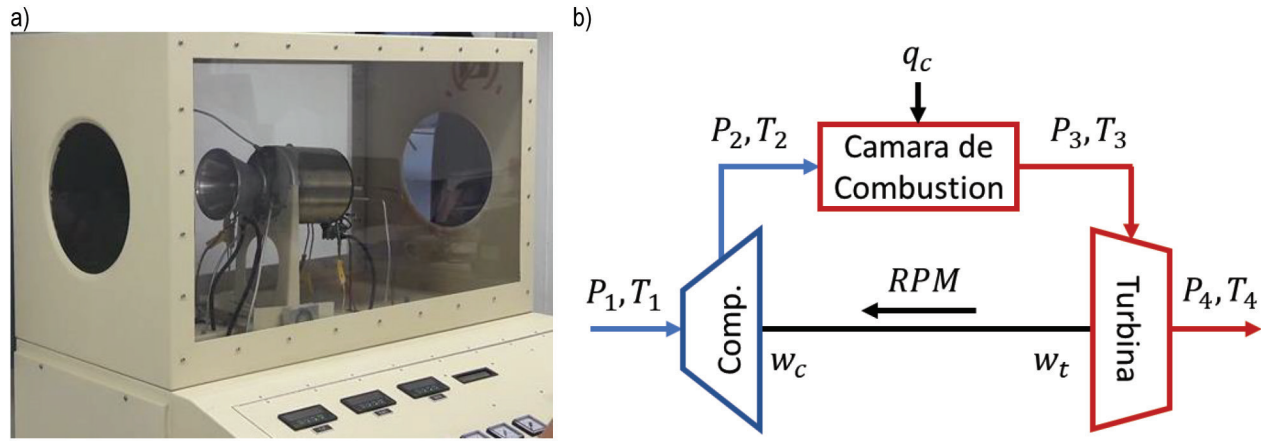 a)
b)
q_c
P_2, T_2
P_3, T_3
Camara de
Combustion
P_1, T_1
RPM
P_4, T_4
Comp.
Turbina
w_c
w_t